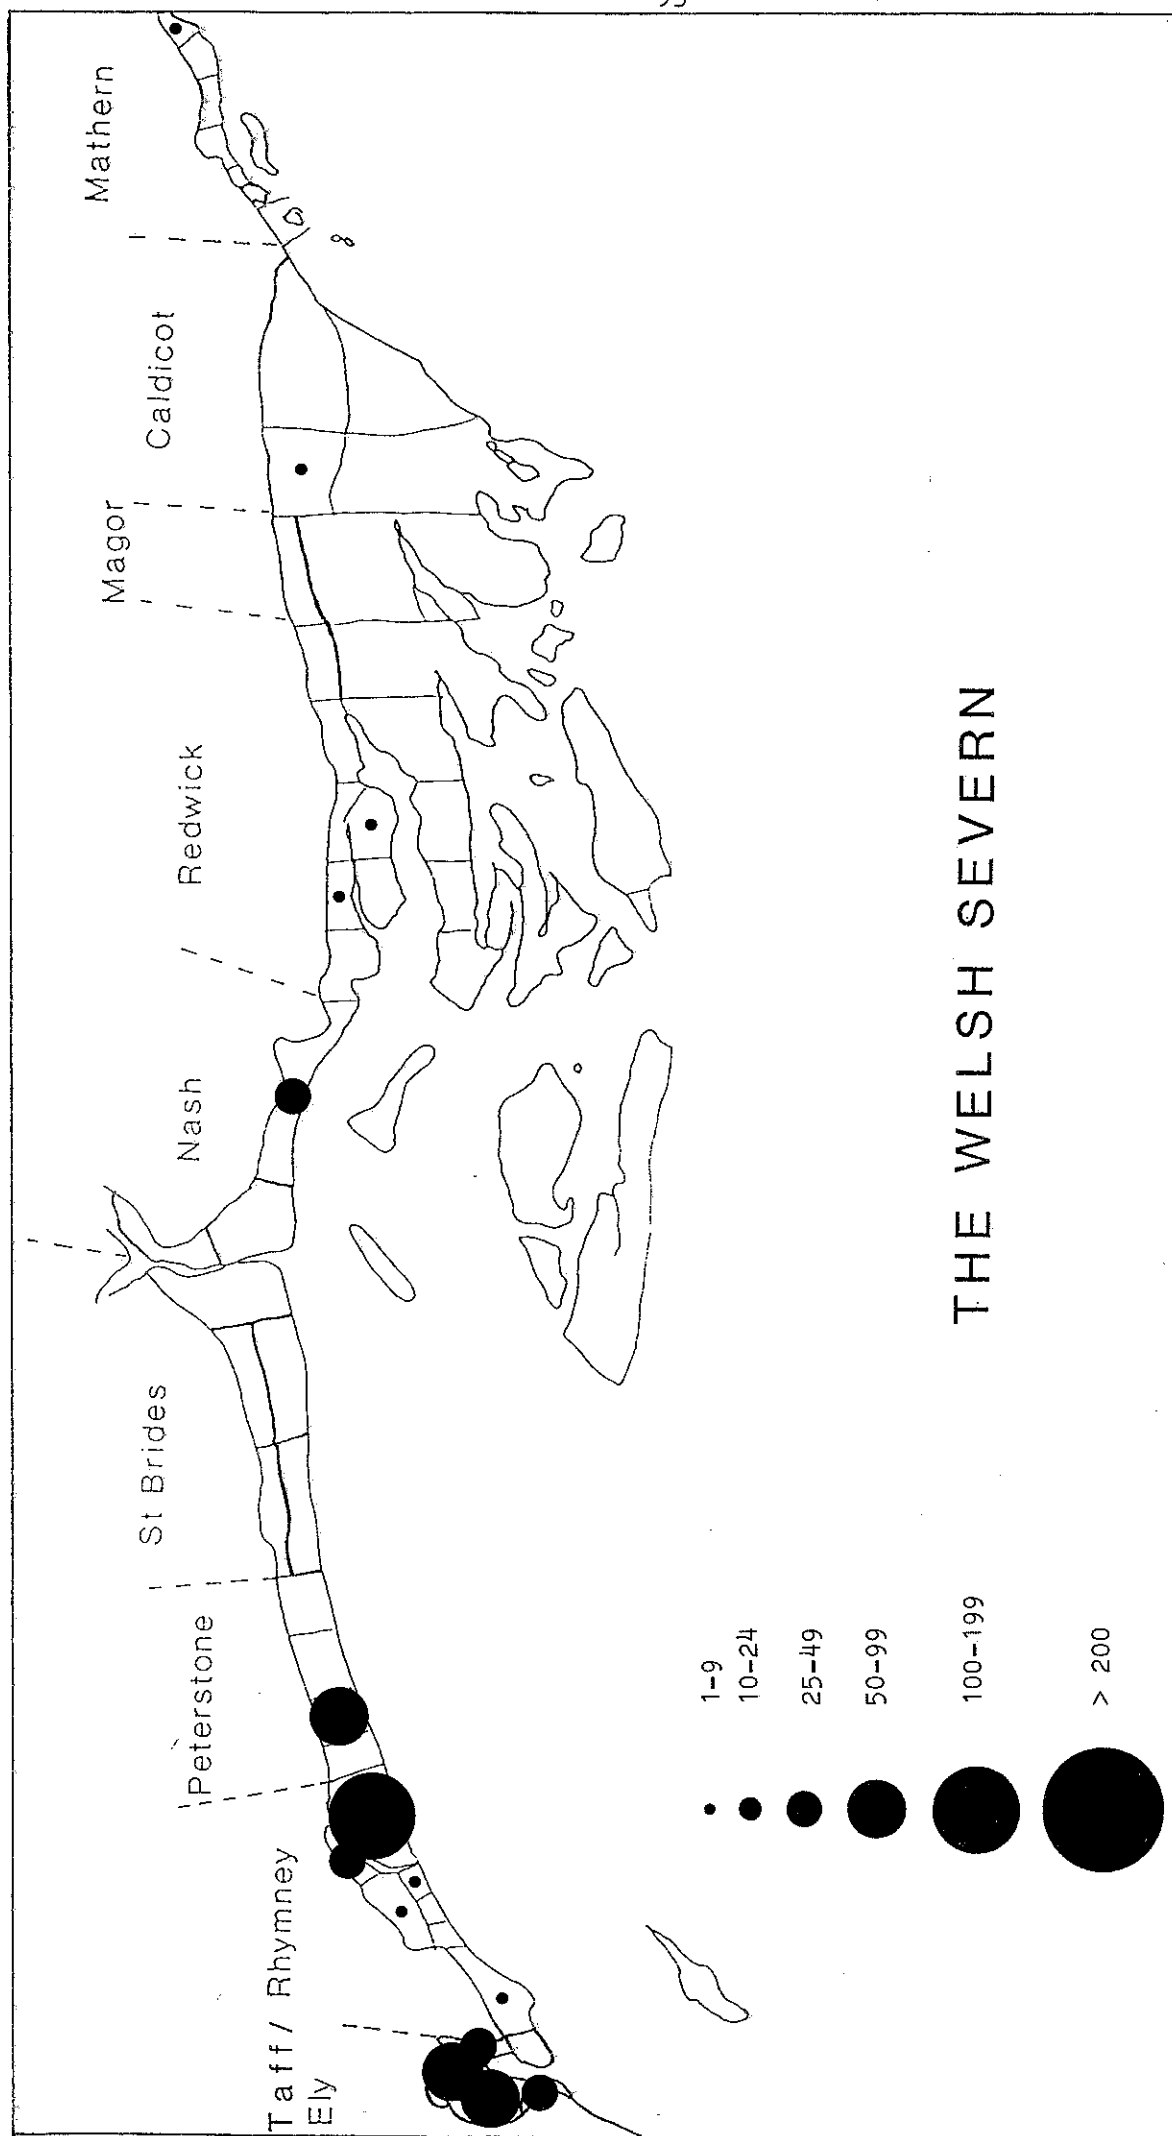 Mathern
Caldicot
Magor
Redwick
Nash
St Brides
Peterstone
Taff / Rhymney
Ely
THE WELSH SEVERN
1-9
10-24
25-49
50-99
100-199
> 200